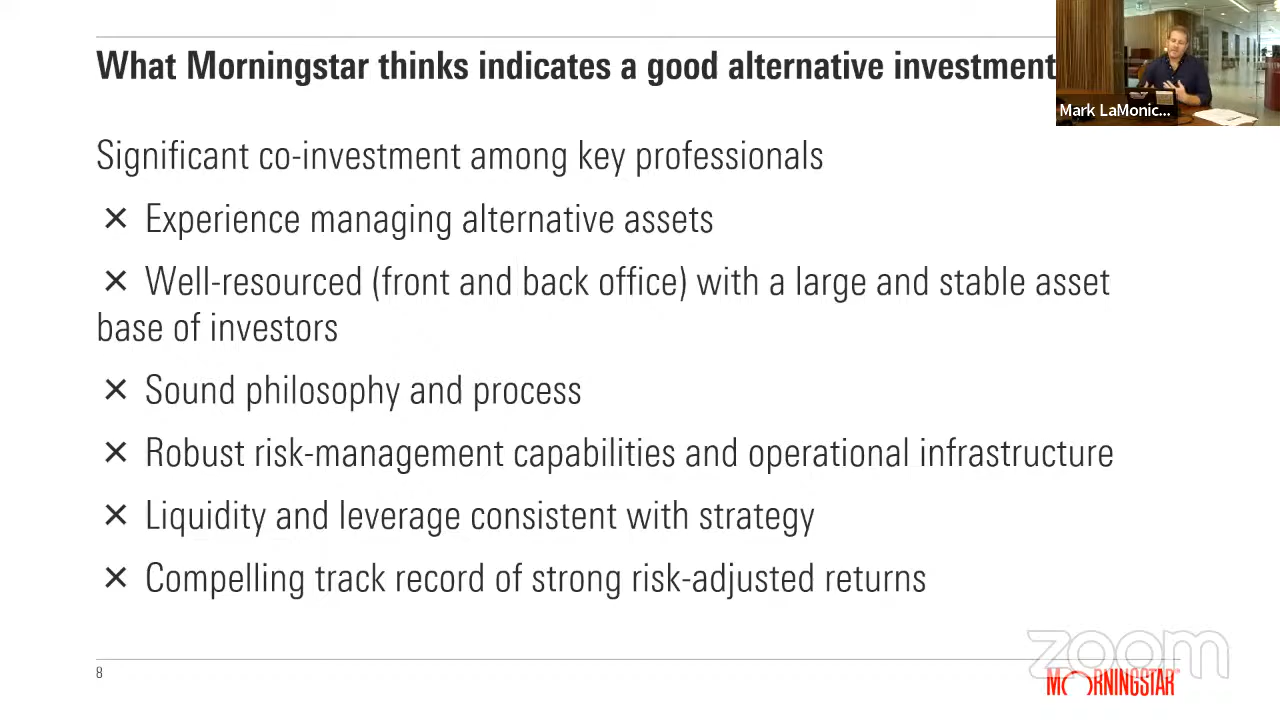 What Morningstar thinks indicates a good alternative investment
Mark LaMonic...
Significant co-investment among key professionals
× Experience managing alternative assets
× Well-resourced (front and back office) with a large and stable asset
base of investors
× Sound philosophy and process
× Robust risk-management capabilities and operational infrastructure
× Liquidity and leverage consistent with strategy
× Compelling track record of strong risk-adjusted returns
zoom
8
MORNINGSTAR